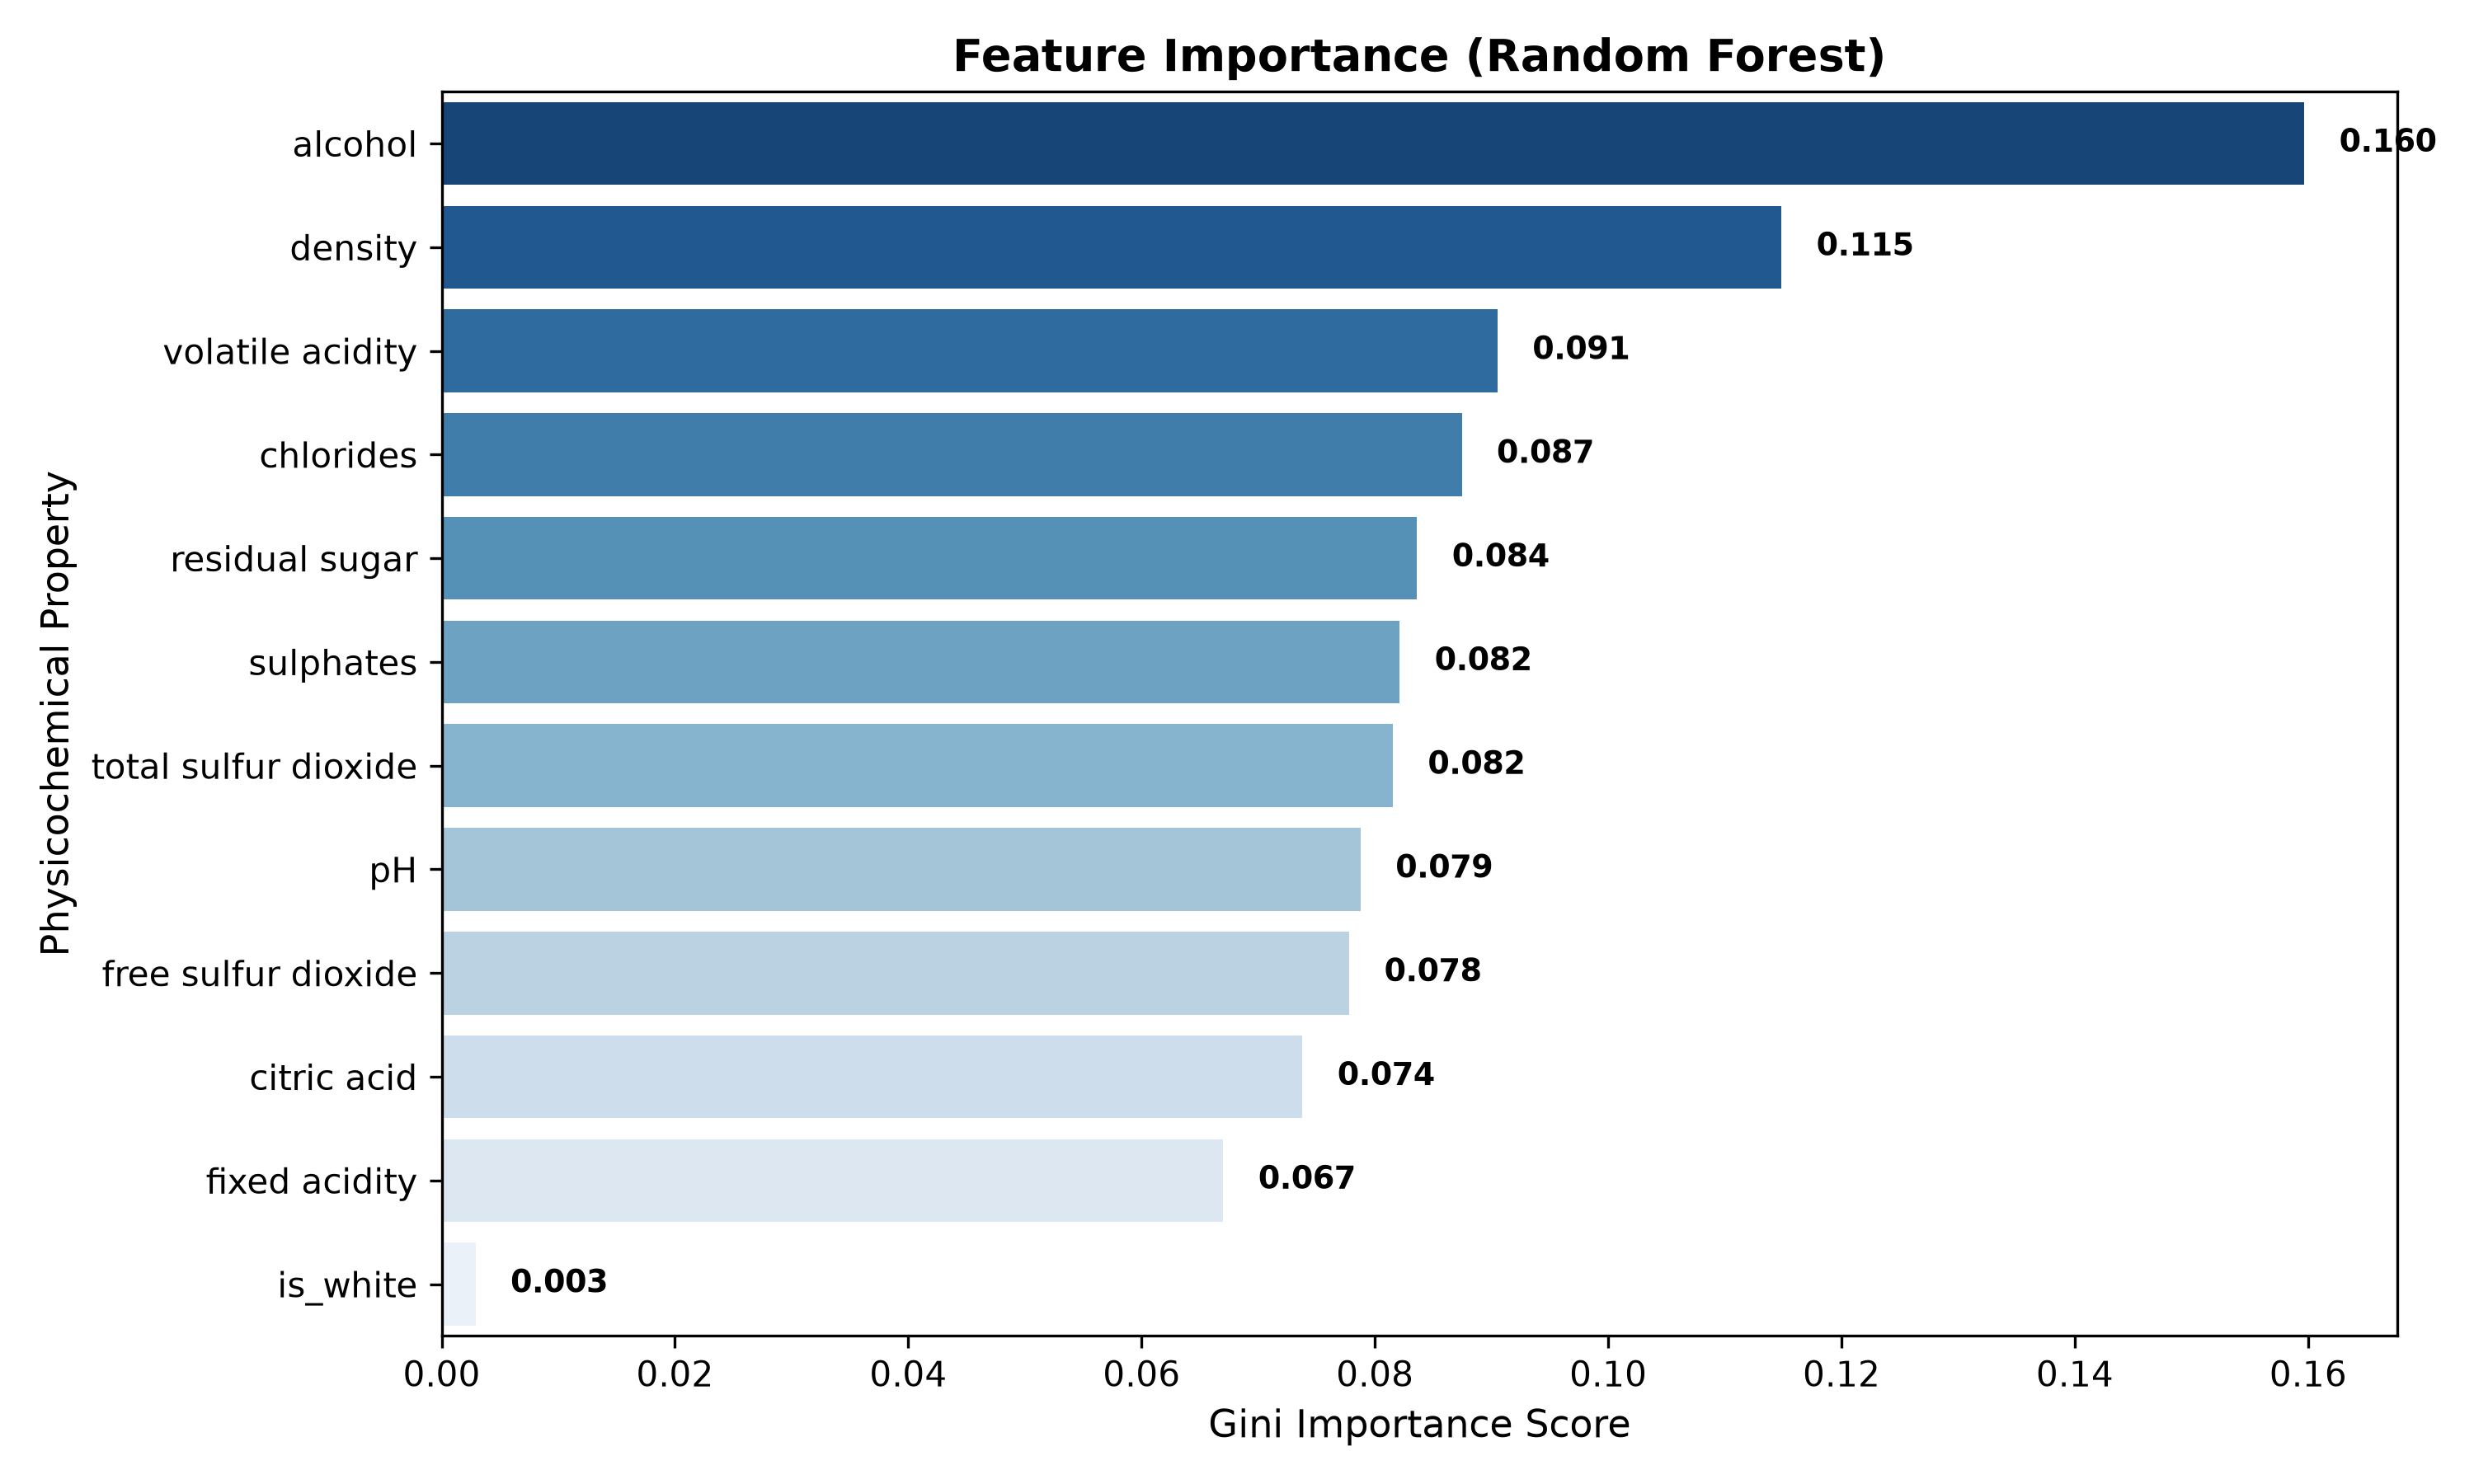 Feature Importance (Random Forest)
Physicochemical Property
alcohol 0.160
density 0.115
volatile acidity 0.091
chlorides 0.087
residual sugar 0.084
sulphates 0.082
total sulfur dioxide 0.082
pH 0.079
free sulfur dioxide 0.078
citric acid 0.074
fixed acidity 0.067
is_white 0.003
0.00 0.02 0.04 0.06 0.08 0.10 0.12 0.14 0.16
Gini Importance Score